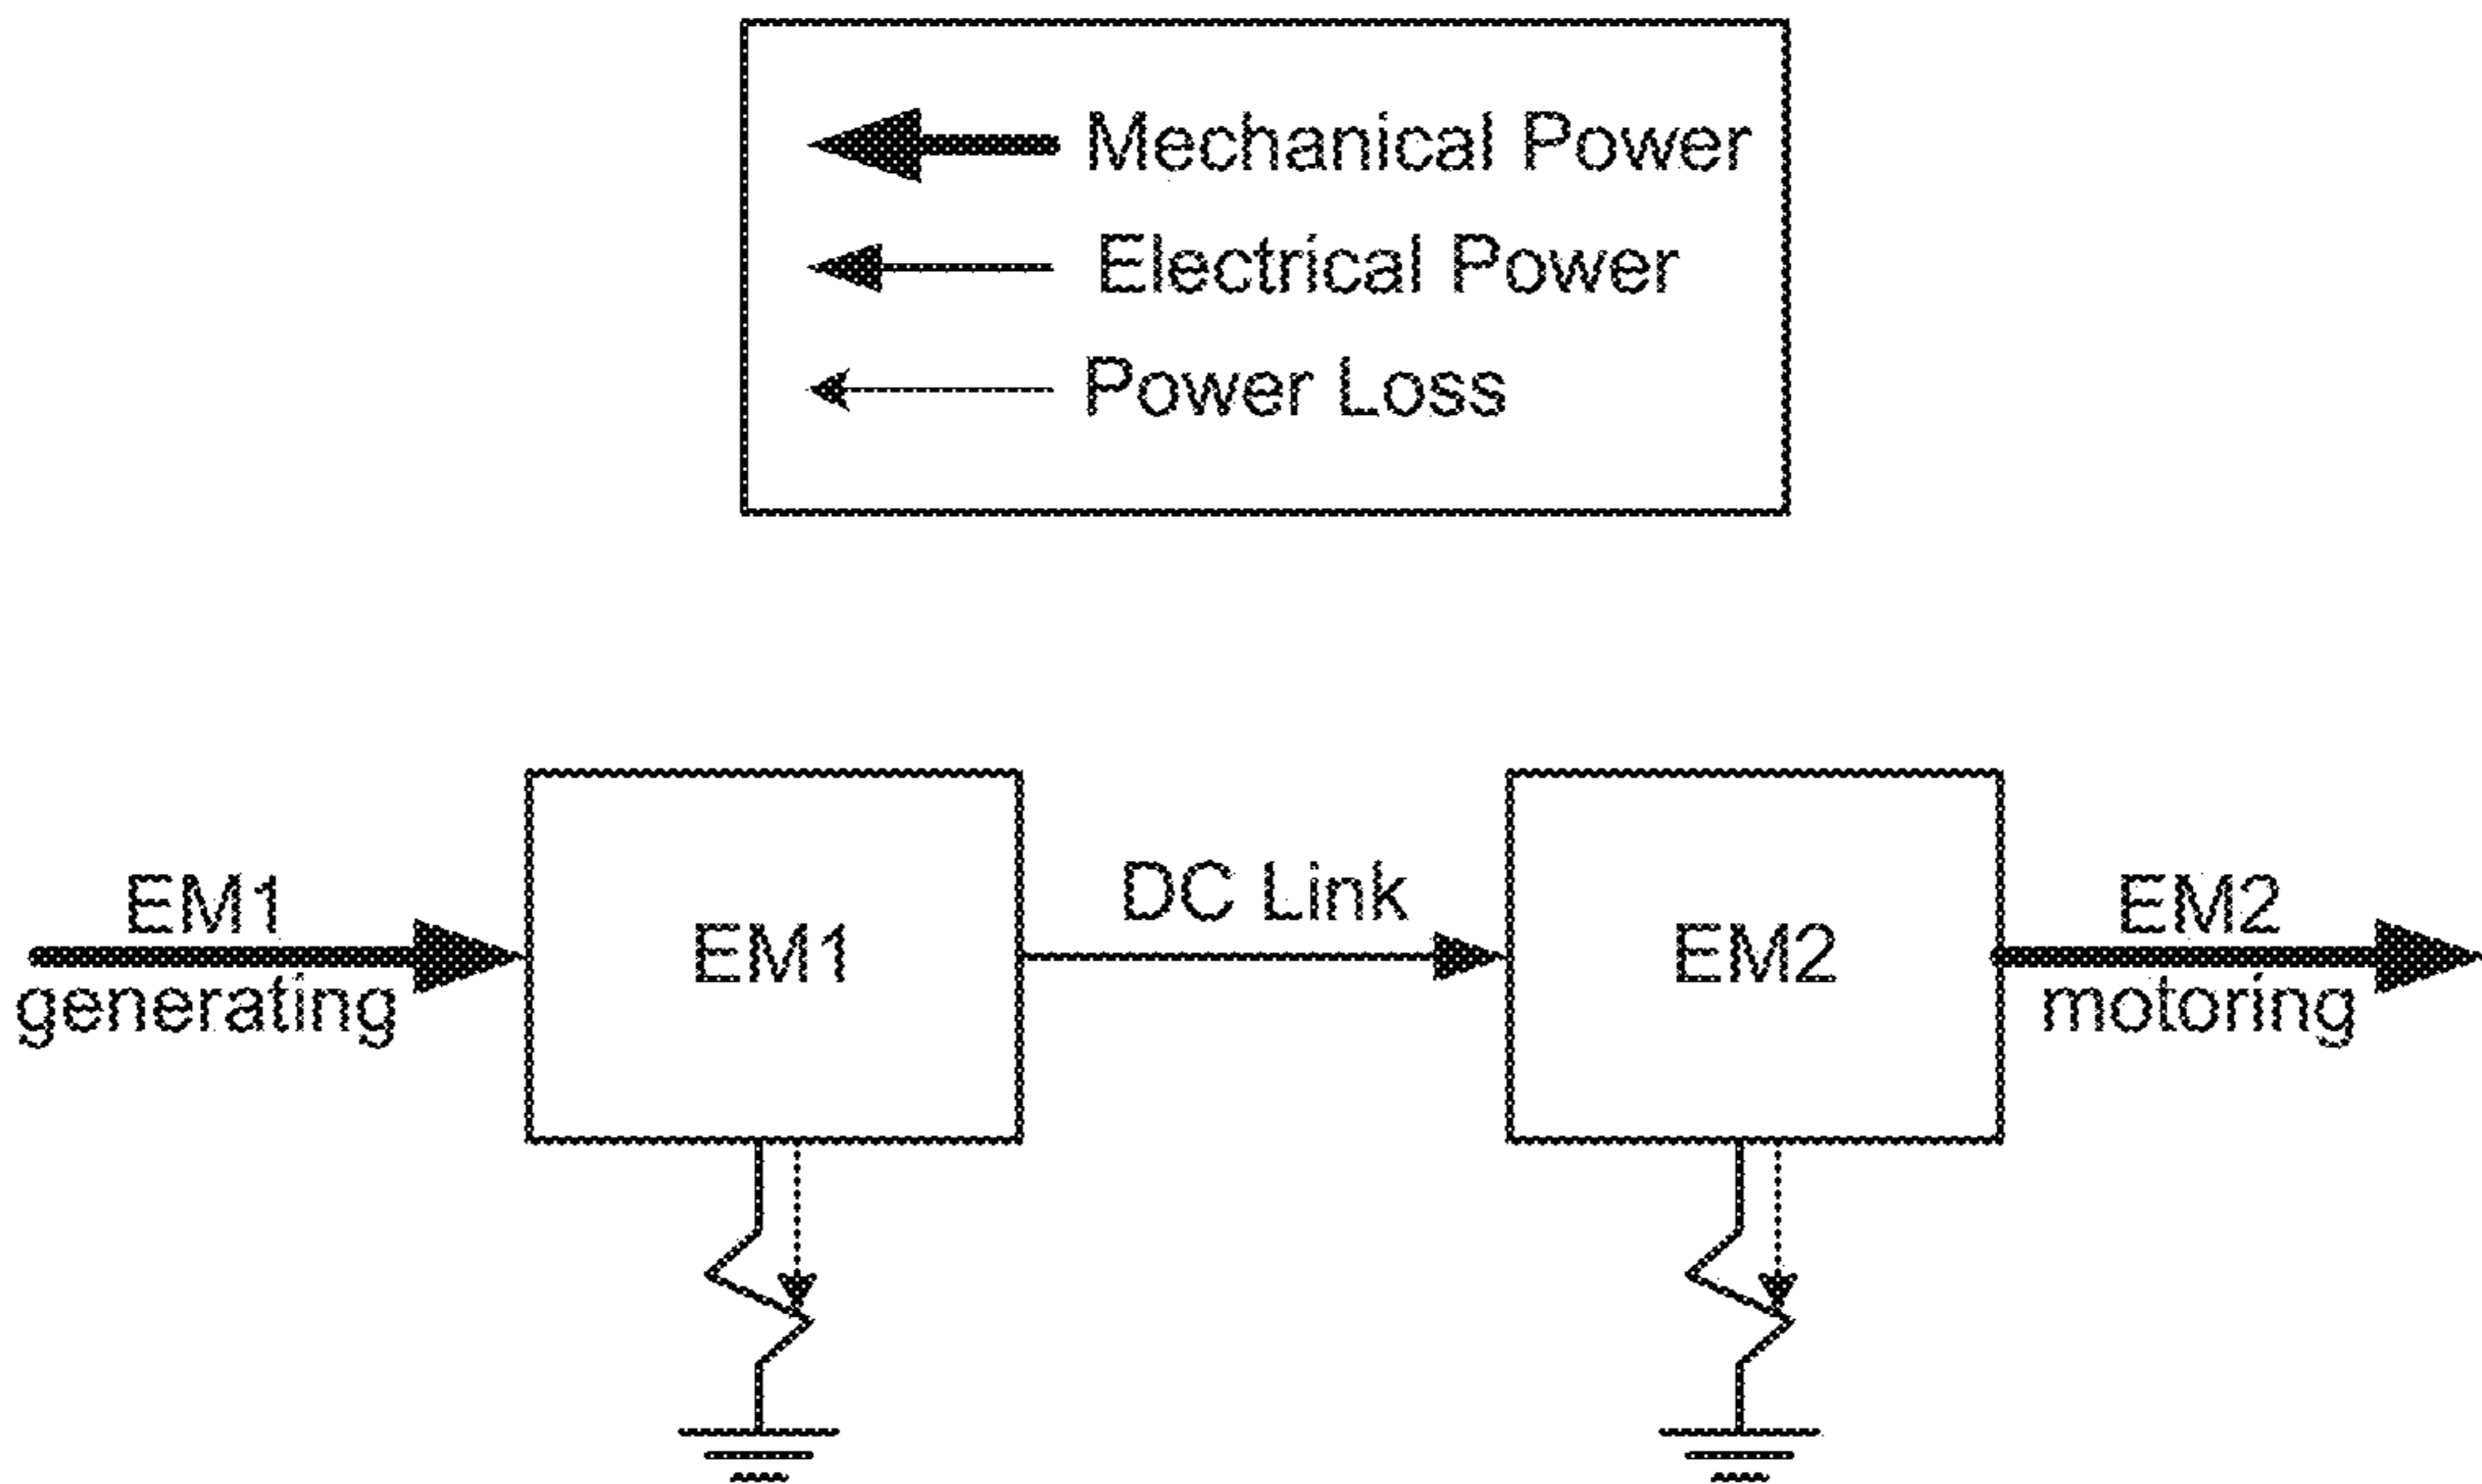 Mechanical Power
Electrical Power
Power Loss
EM1
generating
EM1
DC Link
EM2
EM2
motoring